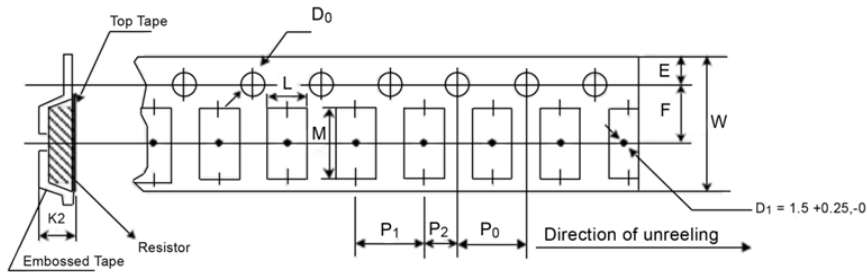 Top Tape
D0
E
L
F
W
M
K2
P1
P2
P0
D1 = 1.5 +0.25,-0
Direction of unreeling
Resistor
Embossed Tape